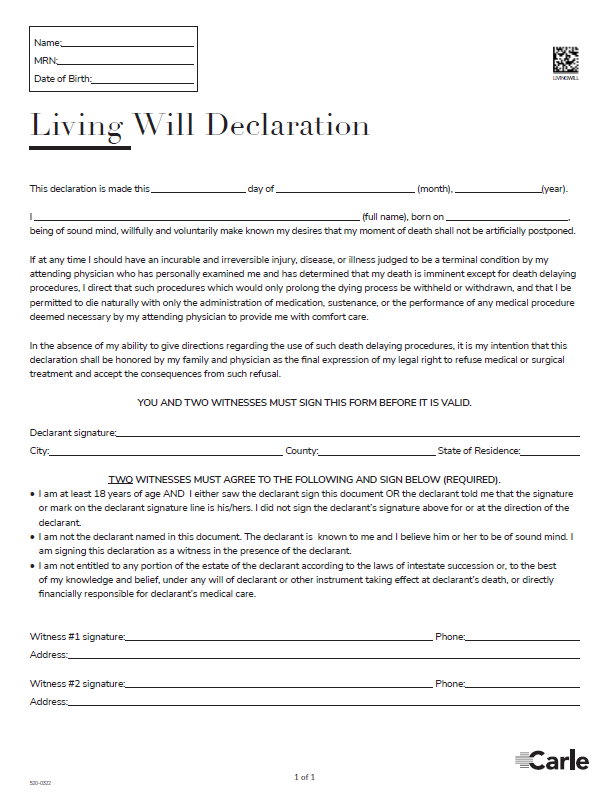 Name:
MRN:
Date of Birth:
LIVINGWILL
Living Will Declaration
This declaration is made this day of (month), (year).
I (full name), born on ,
being of sound mind, willfully and voluntarily make known my desires that my moment of death shall not be artificially postponed.
If at any time I should have an incurable and irreversible injury, disease, or illness judged to be a terminal condition by my
attending physician who has personally examined me and has determined that my death is imminent except for death delaying
procedures, I direct that such procedures which would only prolong the dying process be withheld or withdrawn, and that I be
permitted to die naturally with only the administration of medication, sustenance, or the performance of any medical procedure
deemed necessary by my attending physician to provide me with comfort care.
In the absence of my ability to give directions regarding the use of such death delaying procedures, it is my intention that this
declaration shall be honored by my family and physician as the final expression of my legal right to refuse medical or surgical
treatment and accept the consequences from such refusal.
YOU AND TWO WITNESSES MUST SIGN THIS FORM BEFORE IT IS VALID.
Declarant signature:
City: County: State of Residence:
TWO WITNESSES MUST AGREE TO THE FOLLOWING AND SIGN BELOW (REQUIRED).
• I am at least 18 years of age AND I either saw the declarant sign this document OR the declarant told me that the signature
or mark on the declarant signature line is his/hers. I did not sign the declarant's signature above for or at the direction of the
declarant.
• I am not the declarant named in this document. The declarant is known to me and I believe him or her to be of sound mind. I
am signing this declaration as a witness in the presence of the declarant.
• I am not entitled to any portion of the estate of the declarant according to the laws of intestate succession or, to the best
of my knowledge and belief, under any will of declarant or other instrument taking effect at declarant's death, or directly
financially responsible for declarant's medical care.
Witness #1 signature: Phone:
Address:
Witness #2 signature: Phone:
Address:
Carle
1 of 1
520-0322